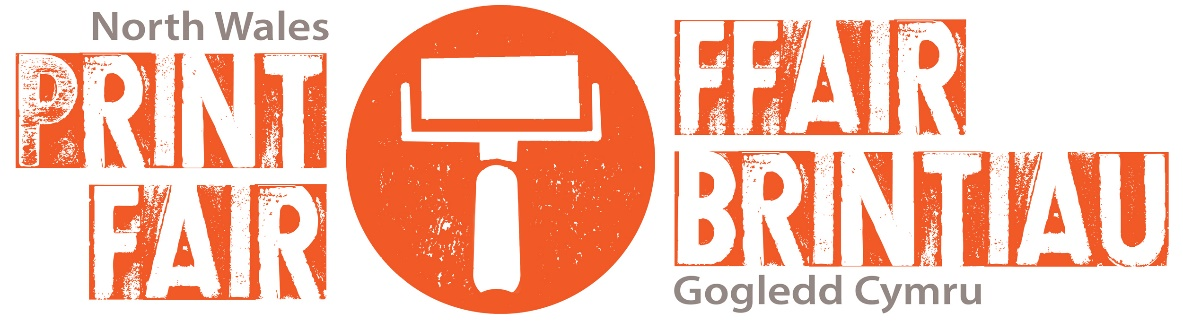 North Wales
PRINT
FAIR
FFAIR
BRINTIAU
Gogledd Cymru